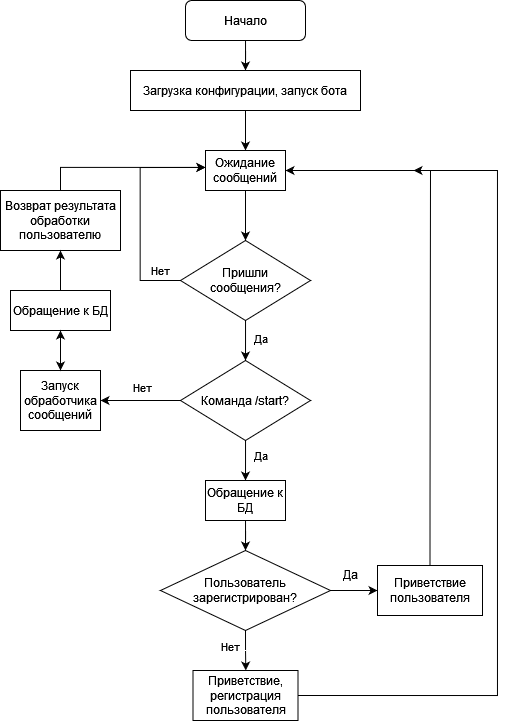 Начало
Загрузка конфигурации, запуск бота
Ожидание
сообщений
Возврат результата
обработки
пользователю
Нет
Пришли
сообщения?
Обращение к БД
Да
Запуск
обработчика
сообщений
Нет
Команда /start?
Да
Обращение к
БД
Пользователь
зарегистрирован?
Да
Приветствие
пользователя
Нет
Приветствие,
регистрация
пользователя